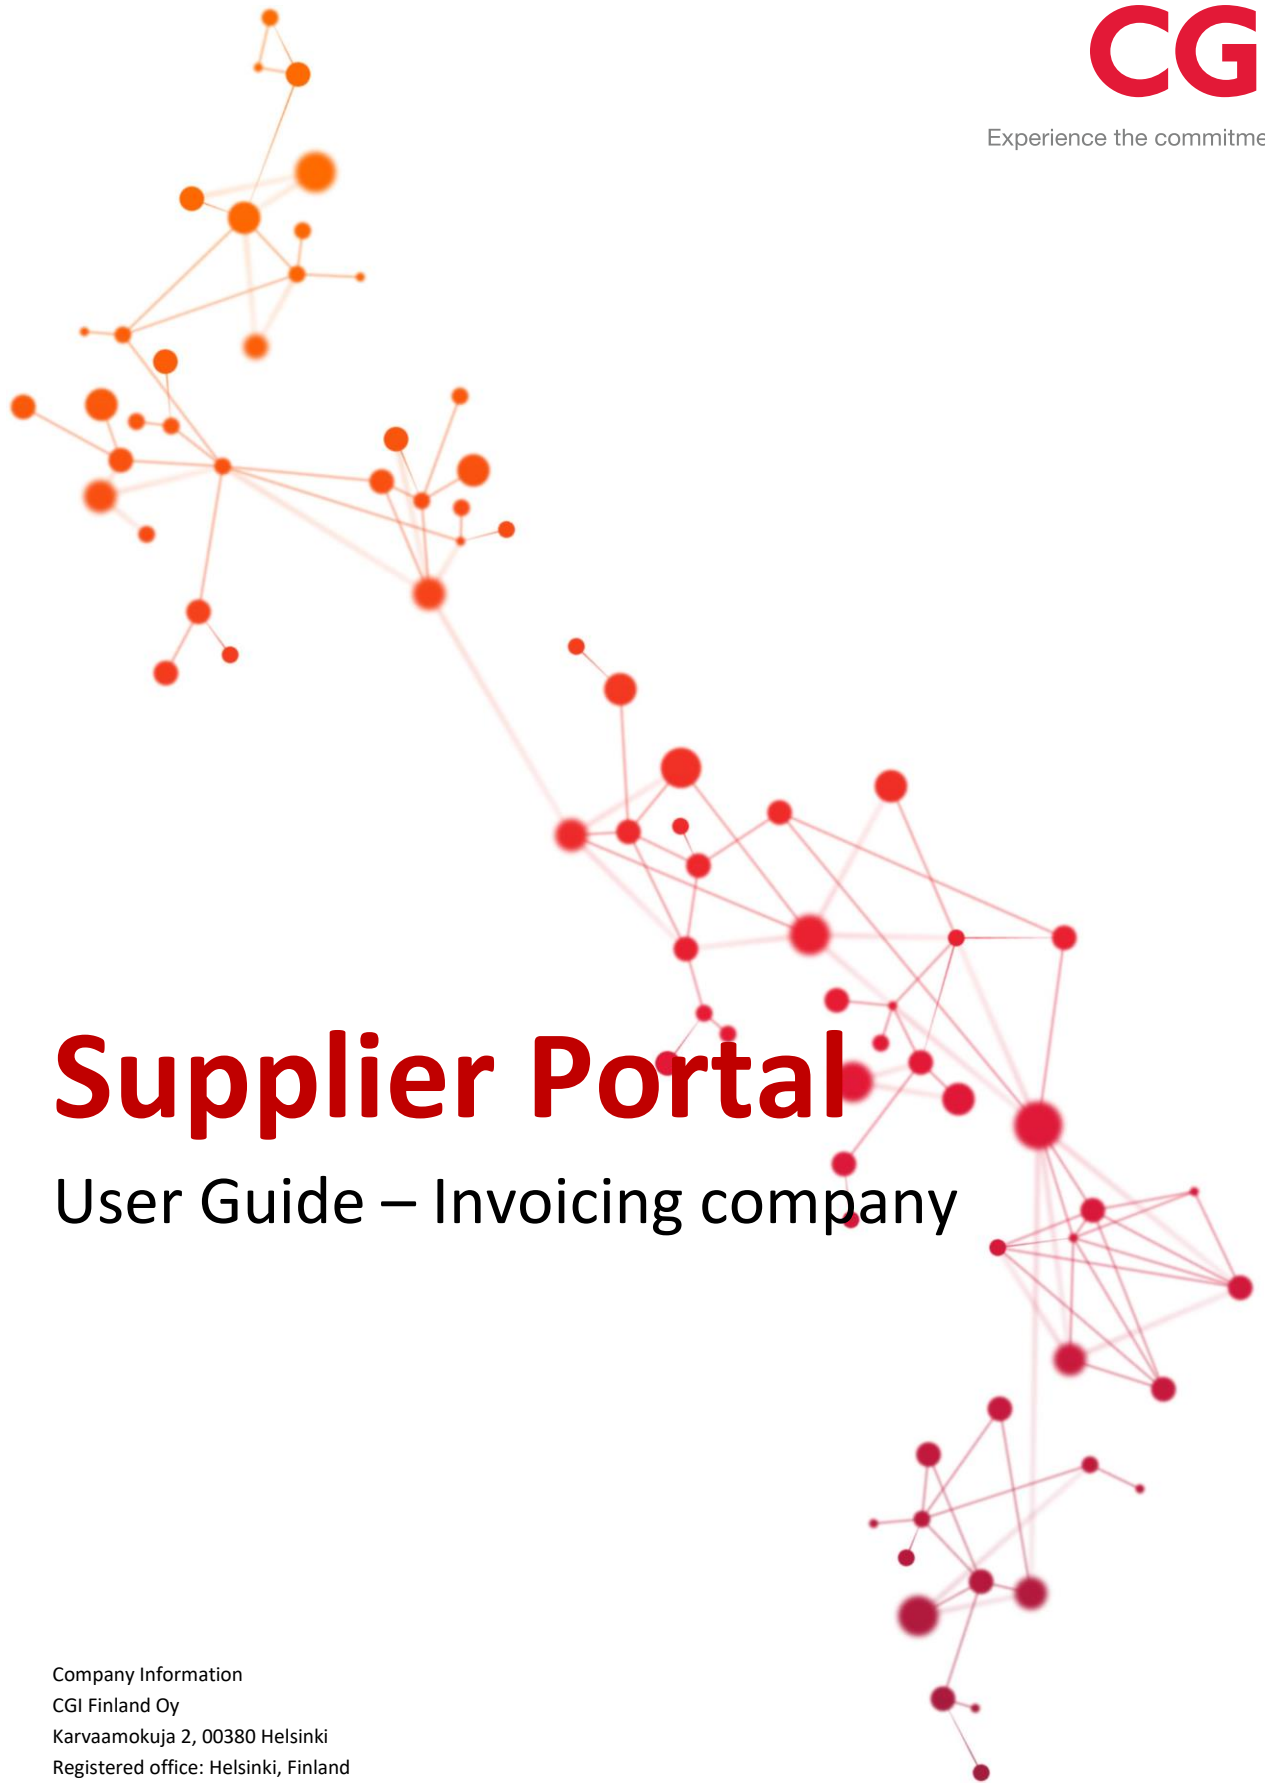 CG
Experience the commitme
Supplier Portal
User Guide – Invoicing company
Company Information
CGI Finland Oy
Karvaamokuja 2, 00380 Helsinki
Registered office: Helsinki, Finland